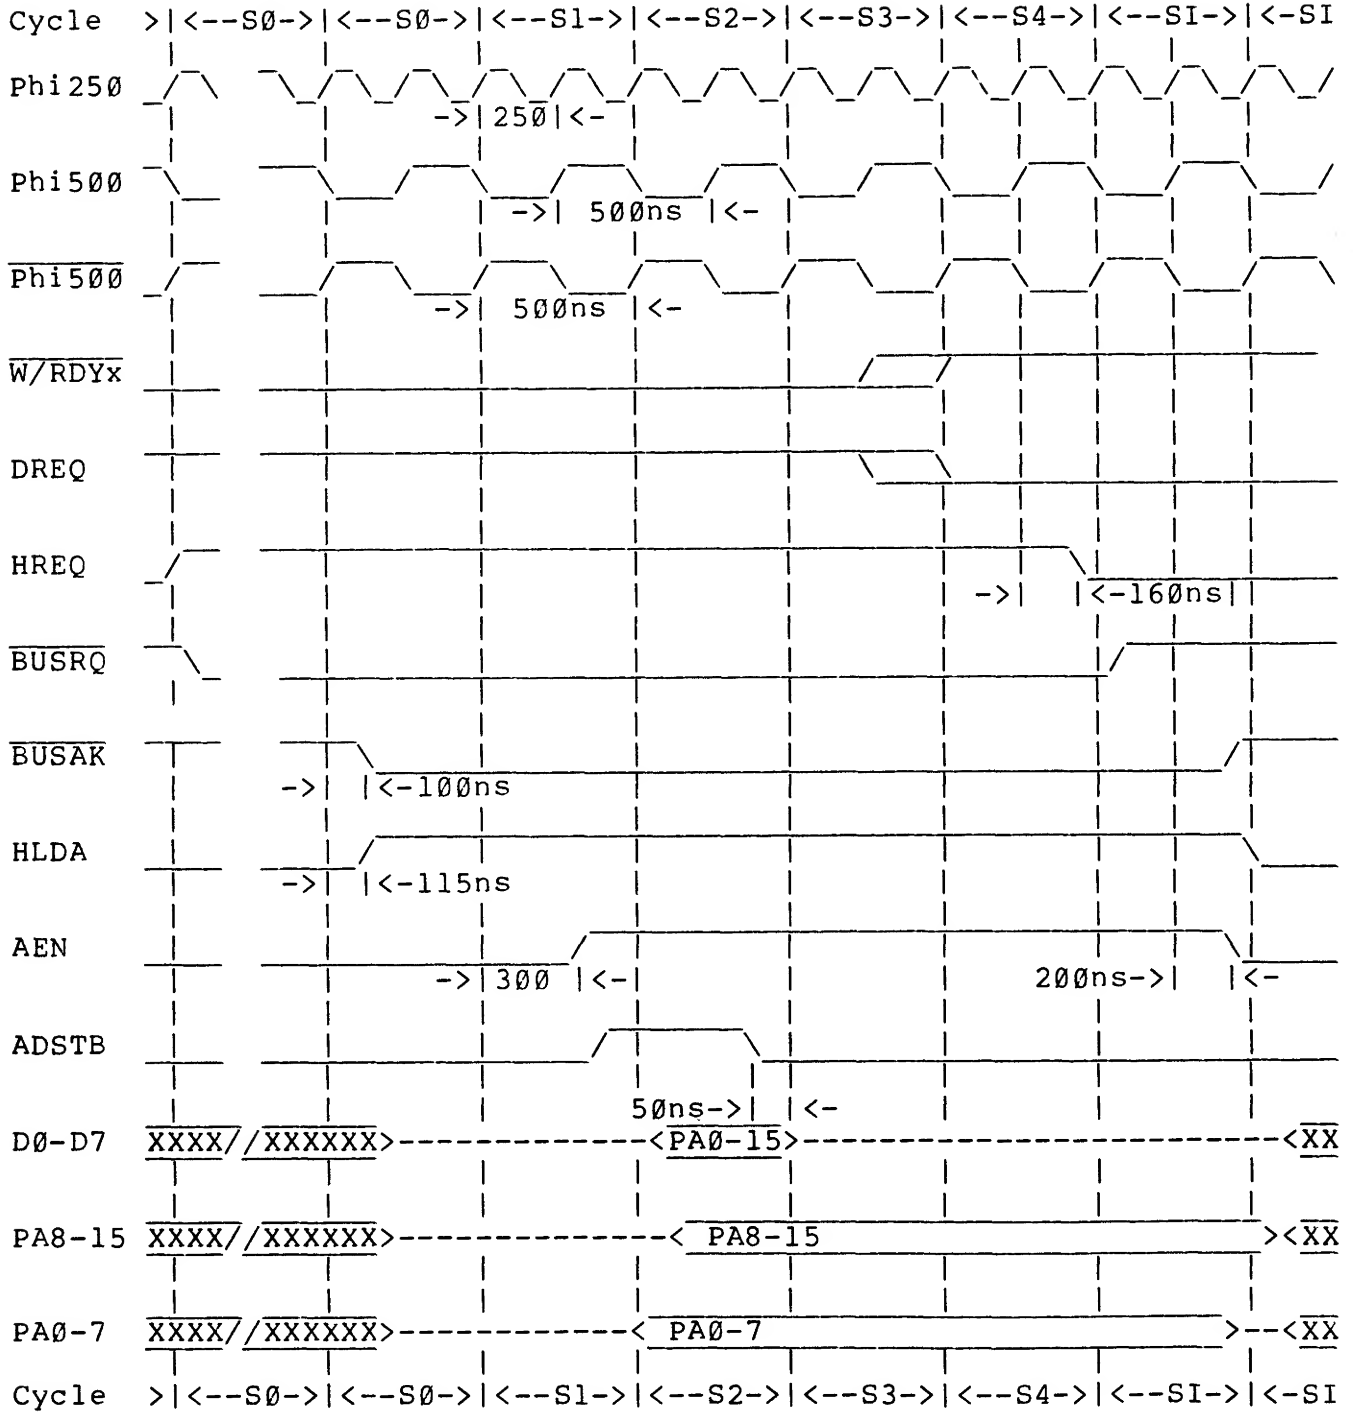 Cycle >|<--SØ->|<--SØ->|<--S1->|<--S2->|<--S3->|<--S4->|<--SI->|<-SI
Phi25Ø
->|25Ø|<-
Phi5ØØ
->| 5ØØns |<-
Phi5ØØ
->| 5ØØns |<-
W/RDYx
DREQ
HREQ
->| |<-16Øns|
BUSRQ
BUSAK
->| |<-1ØØns
HLDA
->| |<-115ns
AEN
->|3ØØ |<- 2ØØns->| |<-
ADSTB
5Øns->| |<-
DØ-D7 XXXX//XXXXXX>-------------<PAØ-15>-------------------------<XX
PA8-15 XXXX//XXXXXX>--------------< PA8-15 ><XX
PAØ-7 XXXX//XXXXXX>------------< PAØ-7 >--<XX
Cycle >|<--SØ->|<--SØ->|<--S1->|<--S2->|<--S3->|<--S4->|<--SI->|<-SI